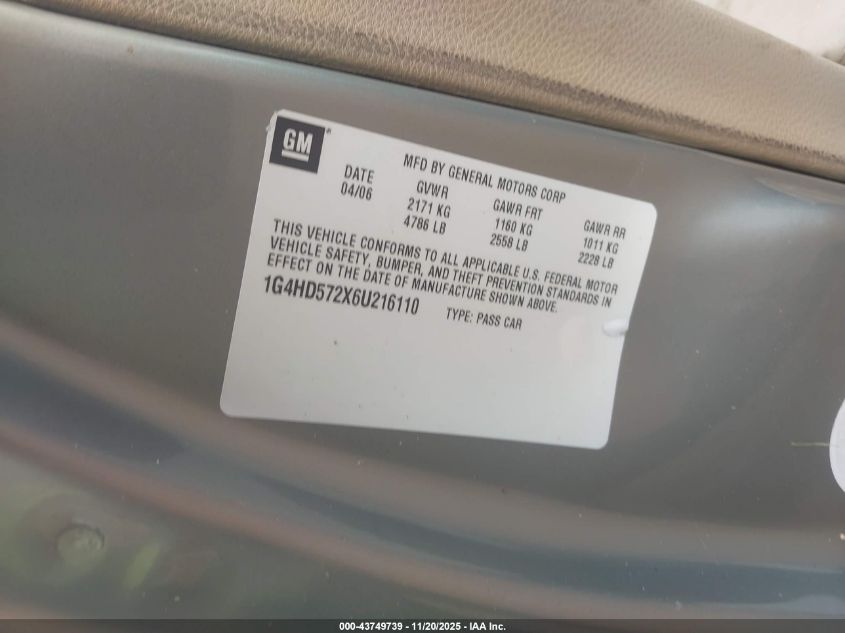 GM
MFD BY GENERAL MOTORS CORP
DATE GVWR GAWR FRT GAWR RR
04/06 2171 KG 1160 KG 1011 KG
4786 LB 2558 LB 2228 LB
THIS VEHICLE CONFORMS TO ALL APPLICABLE U.S. FEDERAL MOTOR
VEHICLE SAFETY, BUMPER, AND THEFT PREVENTION STANDARDS IN
EFFECT ON THE DATE OF MANUFACTURE SHOWN ABOVE.
1G4HD572X6U216110 TYPE: PASS CAR
000-43749739 - 11/20/2025 - IAA Inc.